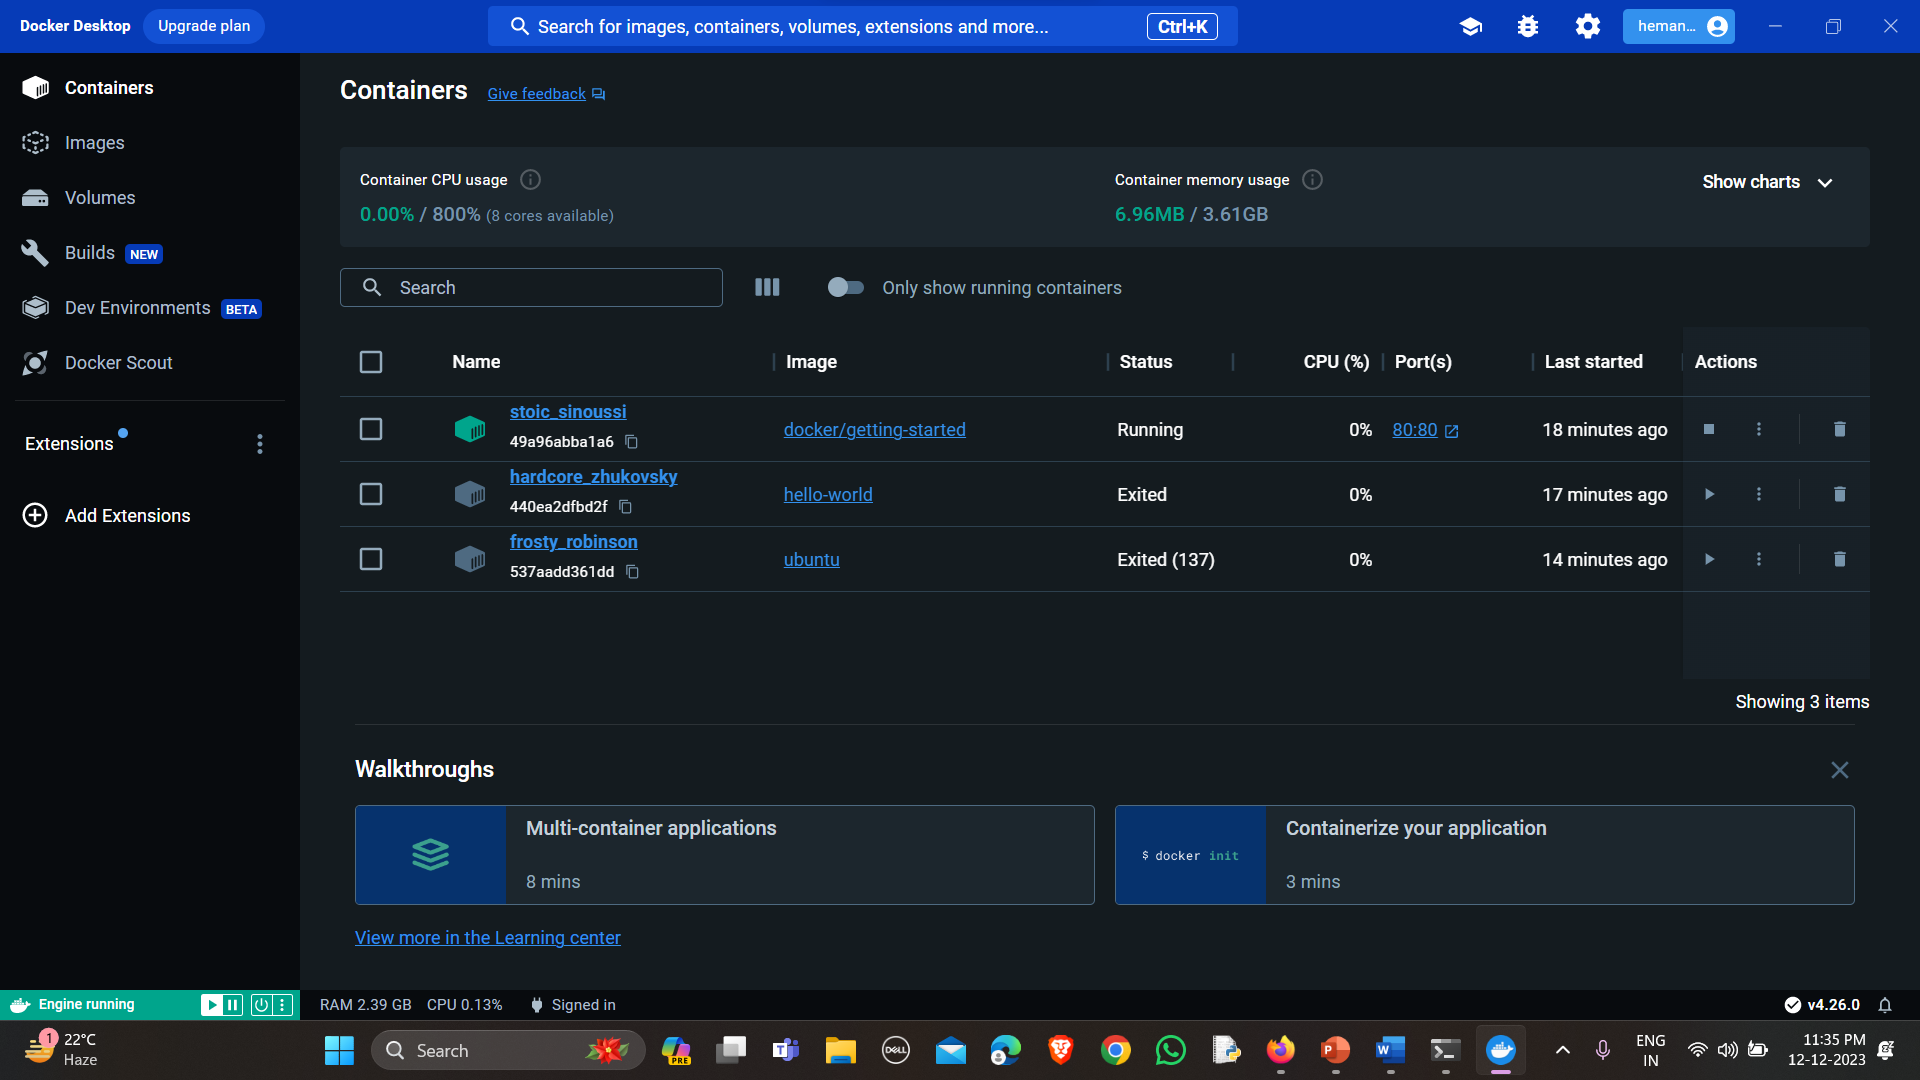 Docker Desktop
Upgrade plan
Search for images, containers, volumes, extensions and more...
Ctrl+K
heman...
Containers
Images
Volumes
Builds NEW
Dev Environments BETA
Docker Scout
Extensions
Add Extensions
Containers
Give feedback
Container CPU usage
0.00% / 800% (8 cores available)
Container memory usage
6.96MB / 3.61GB
Show charts
Search
Only show running containers
Name Image Status CPU (%) Port(s) Last started Actions
stoic_sinoussi
49a96abba1a6
docker/getting-started Running 0% 80:80 18 minutes ago
hardcore_zhukovsky
440ea2dfbd2f
hello-world Exited 0% 17 minutes ago
frosty_robinson
537aadd361dd
ubuntu Exited (137) 0% 14 minutes ago
Showing 3 items
Walkthroughs
Multi-container applications
8 mins
$ docker init
Containerize your application
3 mins
View more in the Learning center
Engine running
RAM 2.39 GB CPU 0.13% Signed in
v4.26.0
1
22°C
Haze
Search
PRE
DELL
ENG
IN
11:35 PM
12-12-2023